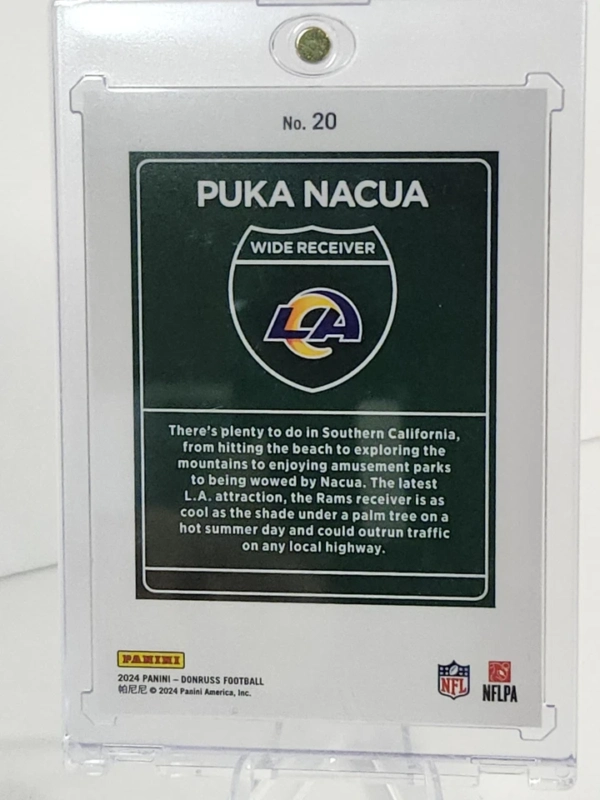 No. 20
PUKA NACUA
WIDE RECEIVER
LA
There's plenty to do in Southern California,
from hitting the beach to exploring the
mountains to enjoying amusement parks
to being wowed by Nacua. The latest
L.A. attraction, the Rams receiver is as
cool as the shade under a palm tree on a
hot summer day and could outrun traffic
on any local highway.
PANINI
2024 PANINI – DONRUSS FOOTBALL
帕尼尼 © 2024 Panini America, Inc.
NFL
NFLPA